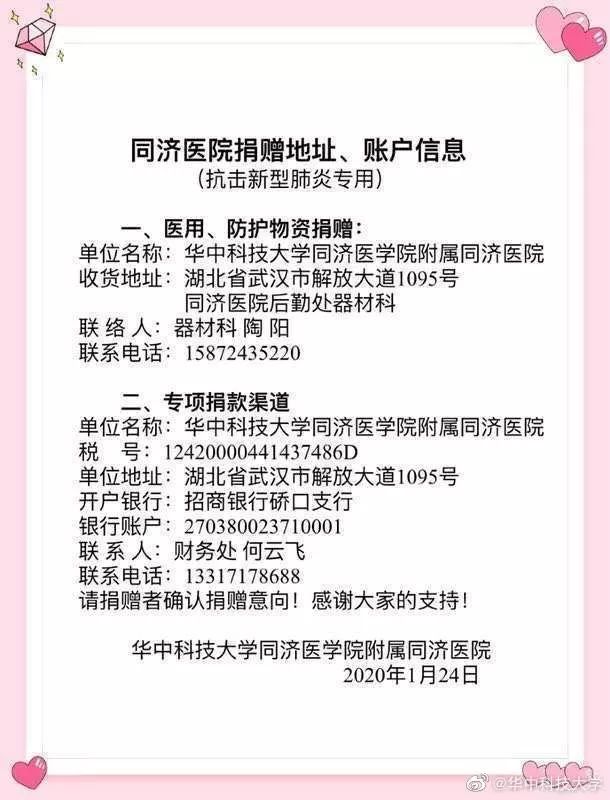 同济医院捐赠地址、账户信息
（抗击新型肺炎专用）
一、医用、防护物资捐赠：
单位名称：华中科技大学同济医学院附属同济医院
收货地址：湖北省武汉市解放大道1095号
同济医院后勤处器材科
联 络 人：器材科 陶 阳
联系电话：15872435220
二、专项捐款渠道
单位名称：华中科技大学同济医学院附属同济医院
税　号：12420000441437486D
单位地址：湖北省武汉市解放大道1095号
开户银行：招商银行硚口支行
银行账户：270380023710001
联 系 人：财务处 何云飞
联系电话：13317178688
请捐赠者确认捐赠意向！感谢大家的支持！
华中科技大学同济医学院附属同济医院
2020年1月24日
@华中科技大学